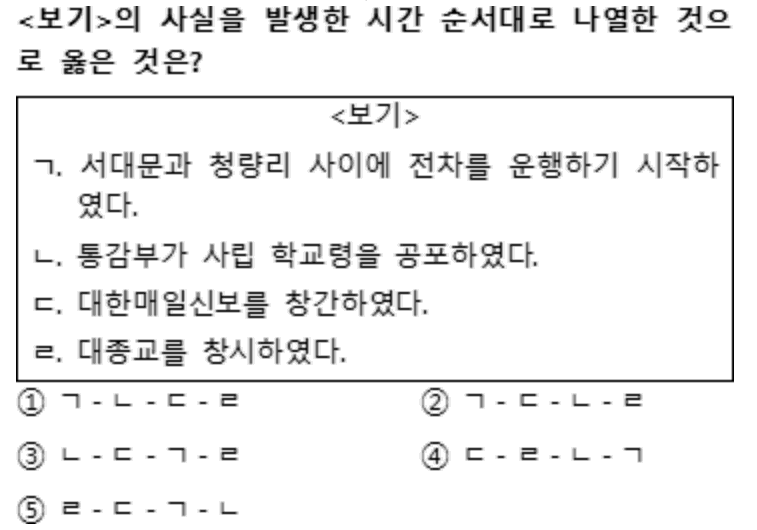 <보기>의 사실을 발생한 시간 순서대로 나열한 것으
로 옳은 것은?
<보기>
ㄱ. 서대문과 청량리 사이에 전차를 운행하기 시작하
였다.
ㄴ. 통감부가 사립 학교령을 공포하였다.
ㄷ. 대한매일신보를 창간하였다.
ㄹ. 대종교를 창시하였다.
① ㄱ - ㄴ - ㄷ - ㄹ ② ㄱ - ㄷ - ㄴ - ㄹ
③ ㄴ - ㄷ - ㄱ - ㄹ ④ ㄷ - ㄹ - ㄴ - ㄱ
⑤ ㄹ - ㄷ - ㄱ - ㄴ